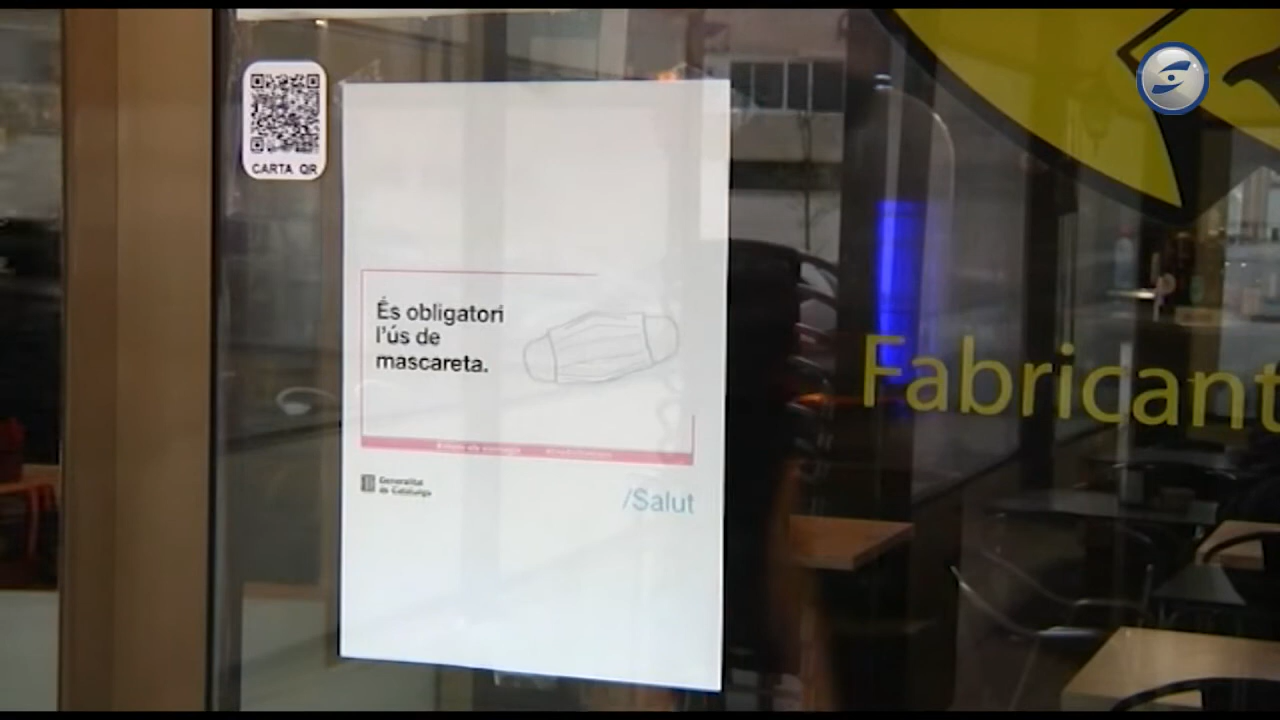 CARTA QR
És obligatori
l'ús de
mascareta.
Generalitat
de Catalunya
/Salut
Fabricant